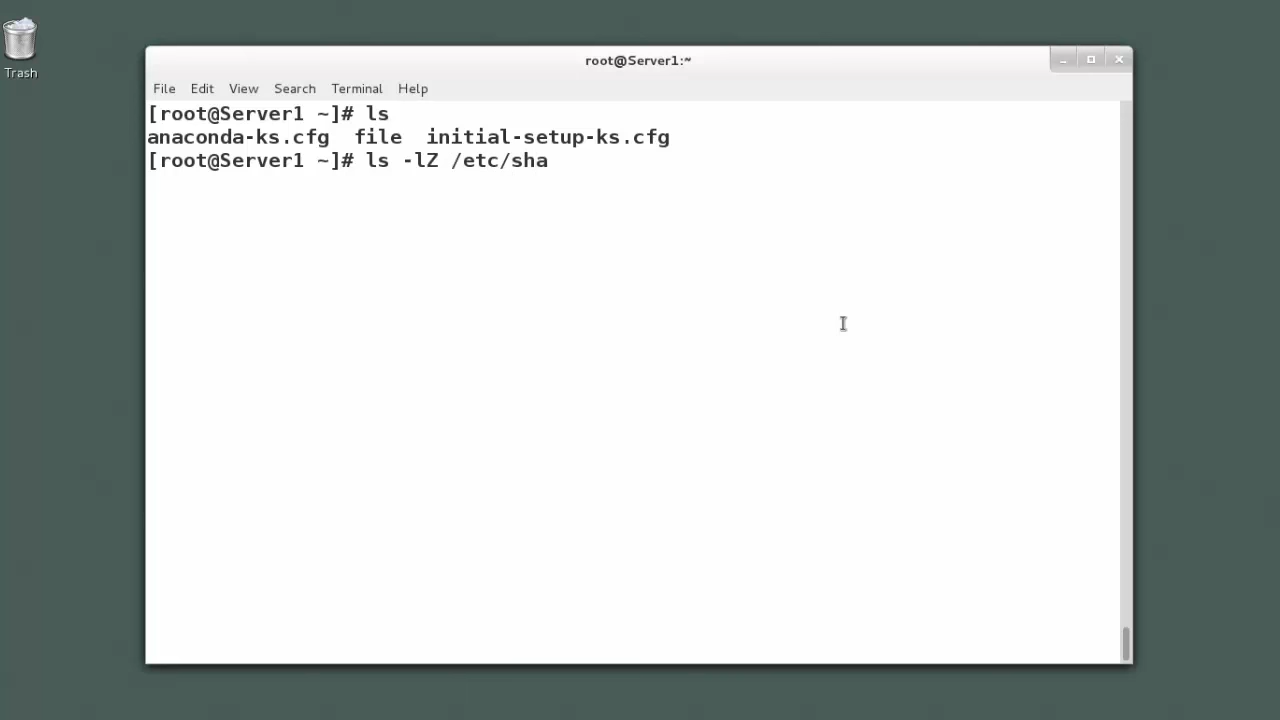 Trash
root@Server1:~
File Edit View Search Terminal Help
[root@Server1 ~]# ls
anaconda-ks.cfg  file  initial-setup-ks.cfg
[root@Server1 ~]# ls -lZ /etc/sha